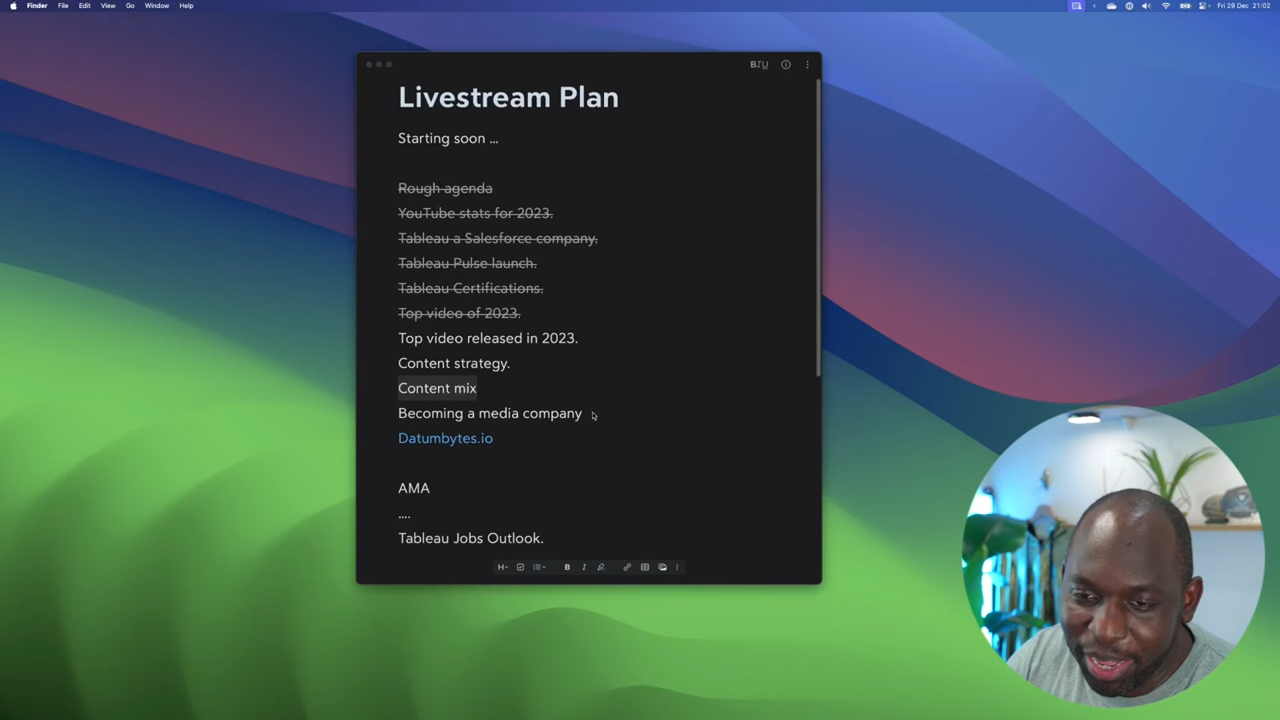 Finder File Edit View Go Window Help
Fri 29 Dec 21:02
BIU
Livestream Plan
Starting soon ...
Rough agenda
YouTube stats for 2023.
Tableau a Salesforce company.
Tableau Pulse launch.
Tableau Certifications.
Top video of 2023.
Top video released in 2023.
Content strategy.
Content mix
Becoming a media company
Datumbytes.io
AMA
....
Tableau Jobs Outlook.
H B I